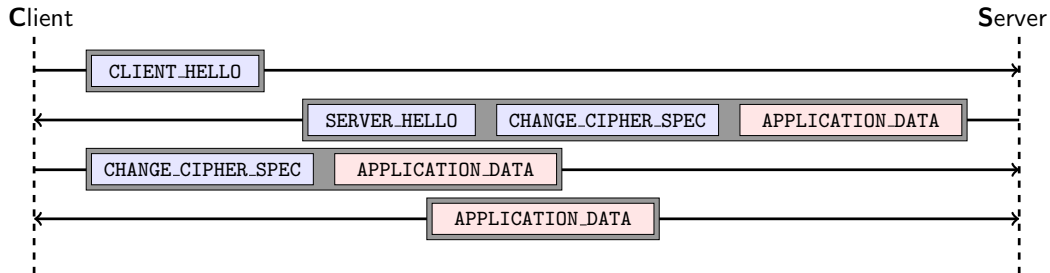 Client Server
CLIENT_HELLO
SERVER_HELLO CHANGE_CIPHER_SPEC APPLICATION_DATA
CHANGE_CIPHER_SPEC APPLICATION_DATA
APPLICATION_DATA